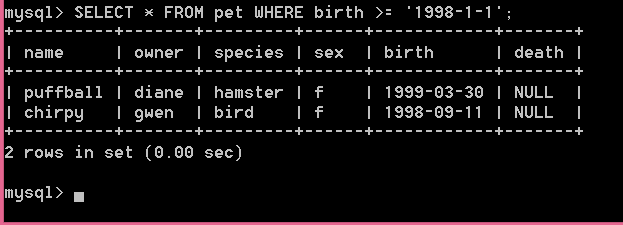 mysql> SELECT * FROM pet WHERE birth >= '1998-1-1';
+----------+-------+---------+------+------------+-------+
| name     | owner | species | sex  | birth      | death |
+----------+-------+---------+------+------------+-------+
| puffball | diane | hamster | f    | 1999-03-30 | NULL  |
| chirpy   | gwen  | bird    | f    | 1998-09-11 | NULL  |
+----------+-------+---------+------+------------+-------+
2 rows in set (0.00 sec)
mysql>